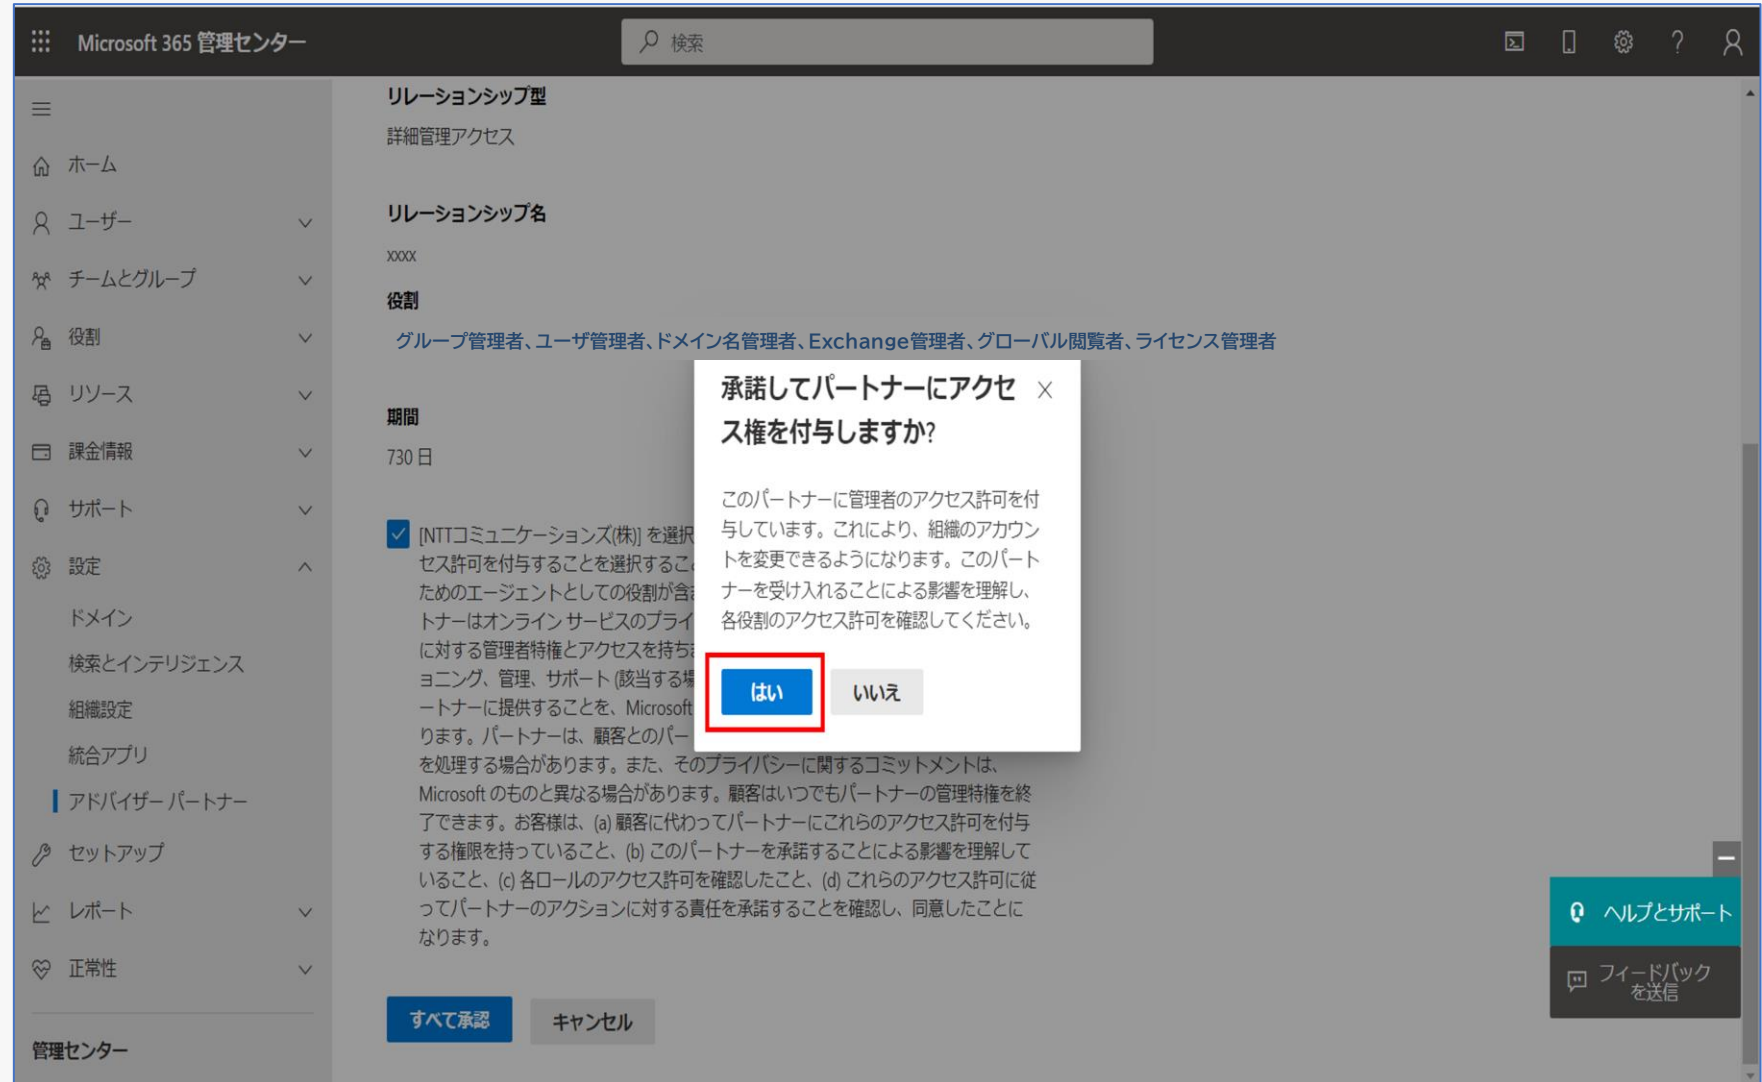 Microsoft 365 管理センター
検索
ホーム
ユーザー
チームとグループ
役割
リソース
課金情報
サポート
設定
ドメイン
検索とインテリジェンス
組織設定
統合アプリ
アドバイザー パートナー
セットアップ
レポート
正常性
管理センター
リレーションシップ型
詳細管理アクセス
リレーションシップ名
xxxx
役割
グループ管理者、ユーザ管理者、ドメイン名管理者、Exchange管理者、グローバル閲覧者、ライセンス管理者
期間
730 日
[NTTコミュニケーションズ(株)] を選択
セス許可を付与することを選択するこ
ためのエージェントとしての役割が含
トナーはオンライン サービスのプライ
に対する管理者特権とアクセスを持ち
ョニング、管理、サポート (該当する場
ートナーに提供することを、Microsoft
ります。パートナーは、顧客とのパー
を処理する場合があります。また、そのプライバシーに関するコミットメントは、
Microsoft のものと異なる場合があります。顧客はいつでもパートナーの管理特権を終
了できます。お客様は、(a) 顧客に代わってパートナーにこれらのアクセス許可を付与
する権限を持っていること、(b) このパートナーを承諾することによる影響を理解して
いること、(c) 各ロールのアクセス許可を確認したこと、(d) これらのアクセス許可に従
ってパートナーのアクションに対する責任を承諾することを確認し、同意したことに
なります。
すべて承認
キャンセル
承諾してパートナーにアクセ
ス権を付与しますか?
このパートナーに管理者のアクセス許可を付
与しています。これにより、組織のアカウン
トを変更できるようになります。このパート
ナーを受け入れることによる影響を理解し、
各役割のアクセス許可を確認してください。
はい
いいえ
ヘルプとサポート
フィードバック
を送信